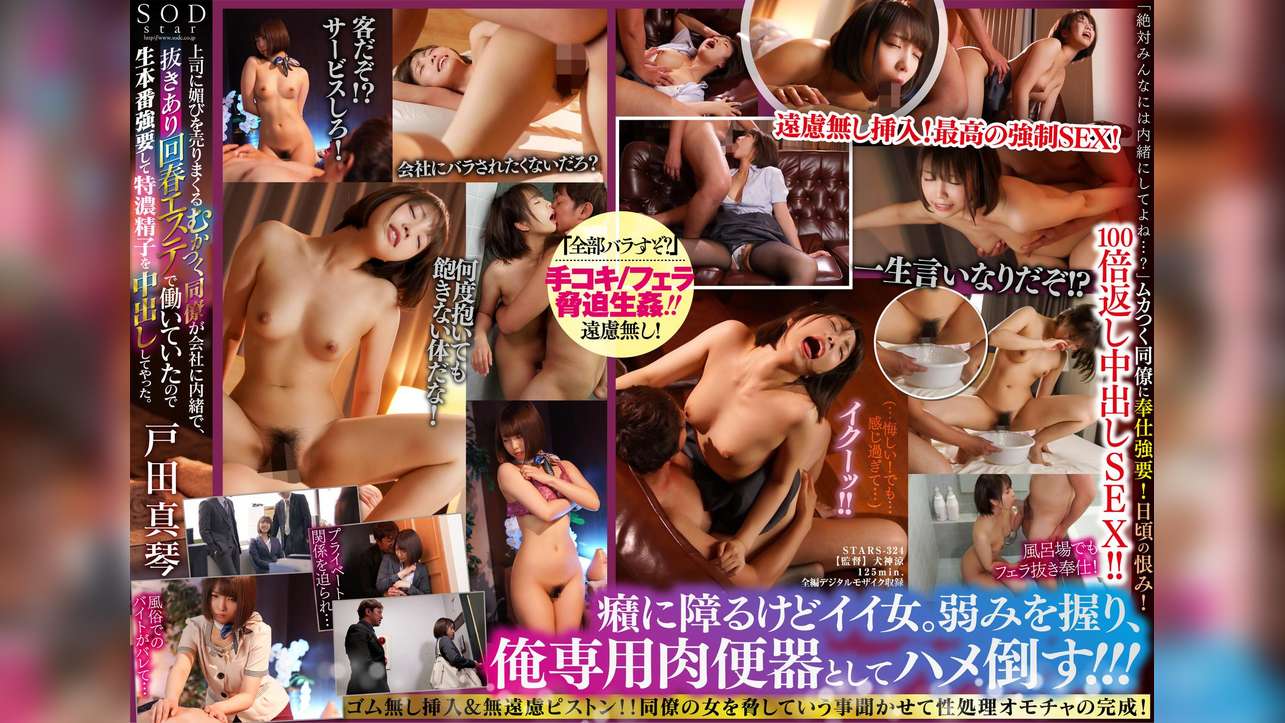 SOD
star
http://www.sodc.co.jp
上司に媚びを売りまくるむかつく同僚が会社に内緒で、
抜きあり回春エステで働いていたので
生本番強要して特濃精子を中出ししてやった。
戸田真琴
客だぞ!?
サービスしろ!
会社にバラされたくないだろ?
何度抱いても
飽きない体だな!
「全部バラすぞ?」
手コキ/フェラ
脅迫生姦!!
遠慮無し!
遠慮無し挿入!最高の強制SEX!
一生言いなりだぞ!?
「絶対みんなには内緒にしてよね…?」ムカつく同僚に奉仕強要!日頃の恨み!
100倍返し中出しSEX!!
(…悔しい!でも…
感じ過ぎて…)
イクーッ!!
風呂場でも
フェラ抜き奉仕!
STARS-324
【監督】犬神涼
125min.
全編デジタルモザイク収録
プライベート
関係を迫られ…
風俗での
バイトがバレて…
癪に障るけどイイ女。弱みを握り、
俺専用肉便器としてハメ倒す!!!
ゴム無し挿入&無遠慮ピストン!!同僚の女を脅していう事聞かせて性処理オモチャの完成!